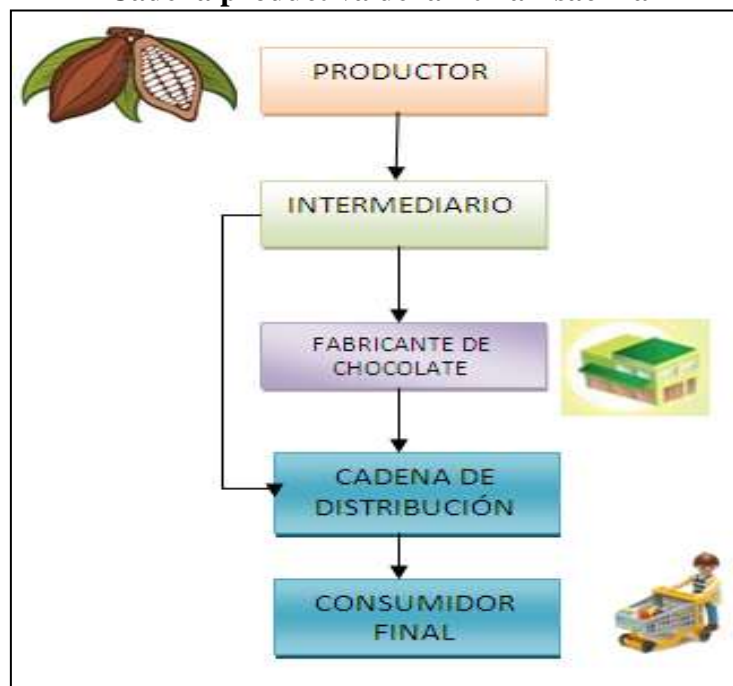 PRODUCTOR
INTERMEDIARIO
FABRICANTE DE
CHOCOLATE
CADENA DE
DISTRIBUCIÓN
CONSUMIDOR
FINAL